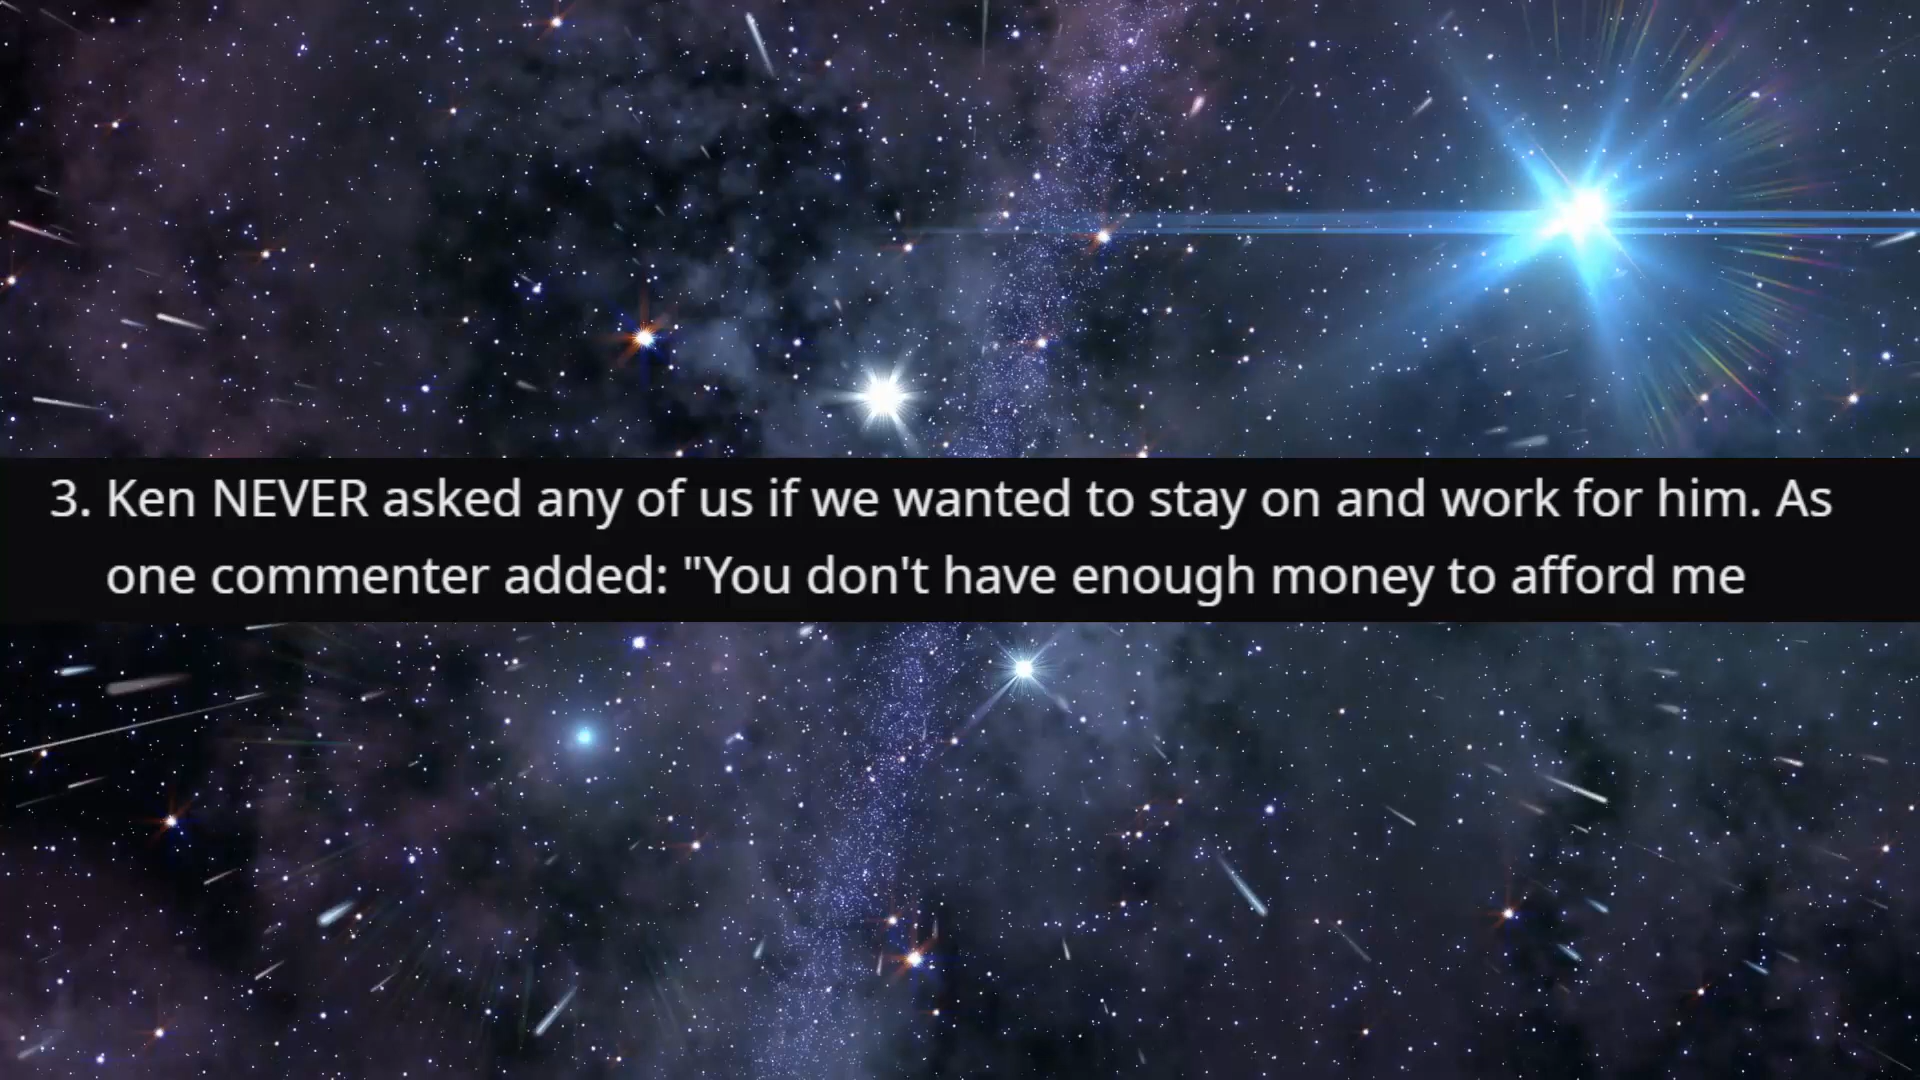 3. Ken NEVER asked any of us if we wanted to stay on and work for him. As
one commenter added: "You don't have enough money to afford me